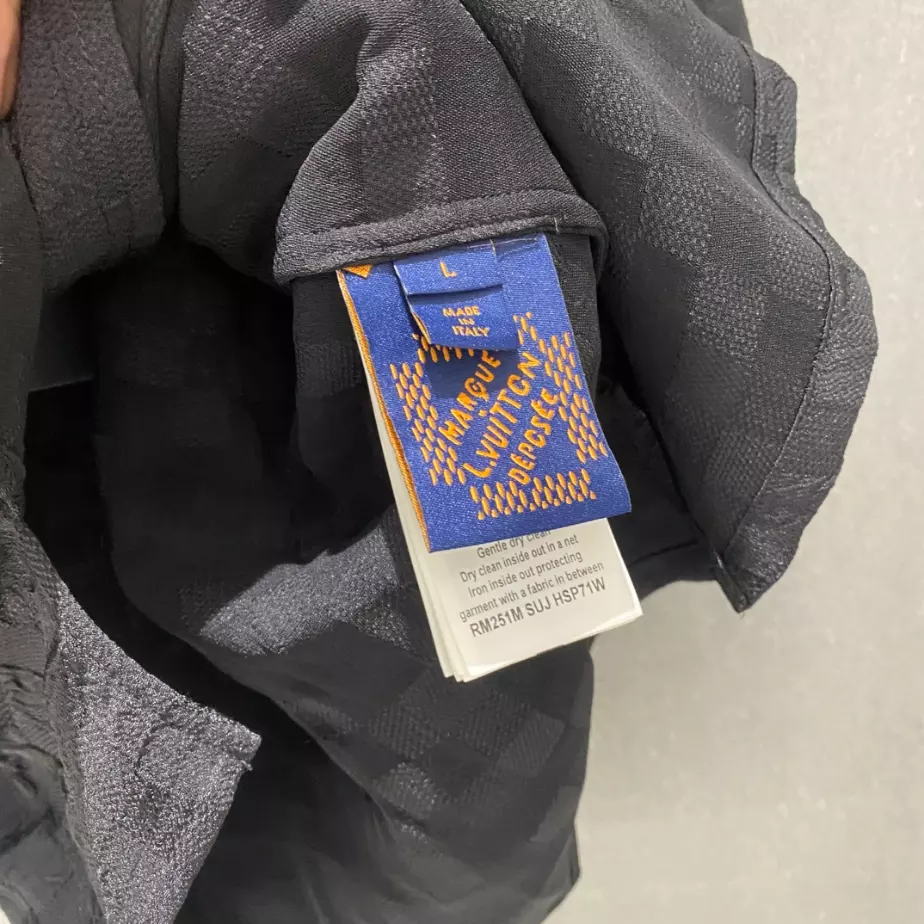 L
MADE
IN
ITALY
MARQUE
L.VUITTON
DÉPOSÉE
Gentle dry clean
Dry clean inside out in a net
Iron inside out protecting
garment with a fabric in between
RM251M SUJ HSP71W